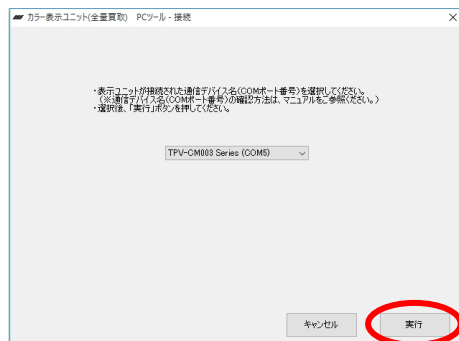 カラー表示ユニット(全量買取) PCツール - 接続
・表示ユニットが接続された通信デバイス名(COMポート番号)を選択してください。
（※通信デバイス名(COMポート番号)の確認方法は、マニュアルをご参照ください。）
・選択後、「実行」ボタンを押してください。
TPV-CM003 Series (COM5)
キャンセル
実行